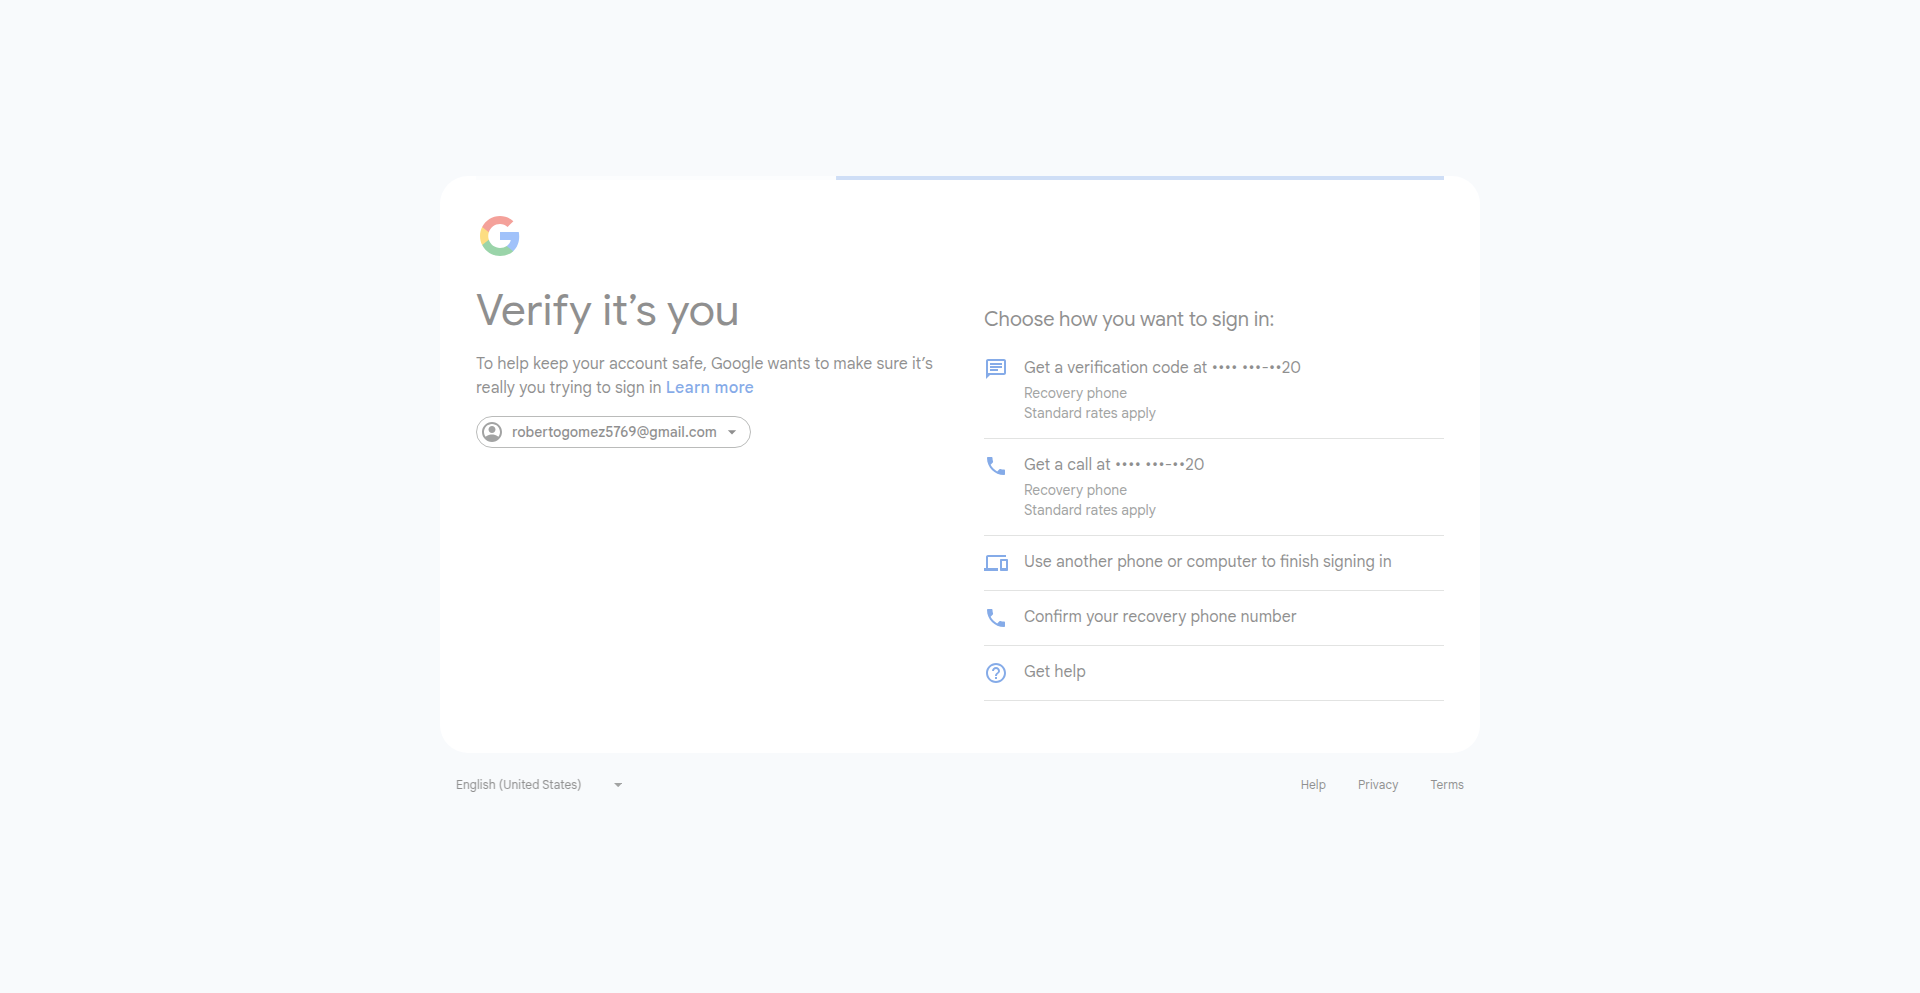 Verify it’s you
To help keep your account safe, Google wants to make sure it’s
really you trying to sign in Learn more
robertogomez5769@gmail.com
Choose how you want to sign in:
Get a verification code at •••• •••-••20
Recovery phone
Standard rates apply
Get a call at •••• •••-••20
Recovery phone
Standard rates apply
Use another phone or computer to finish signing in
Confirm your recovery phone number
Get help
English (United States)
Help Privacy Terms